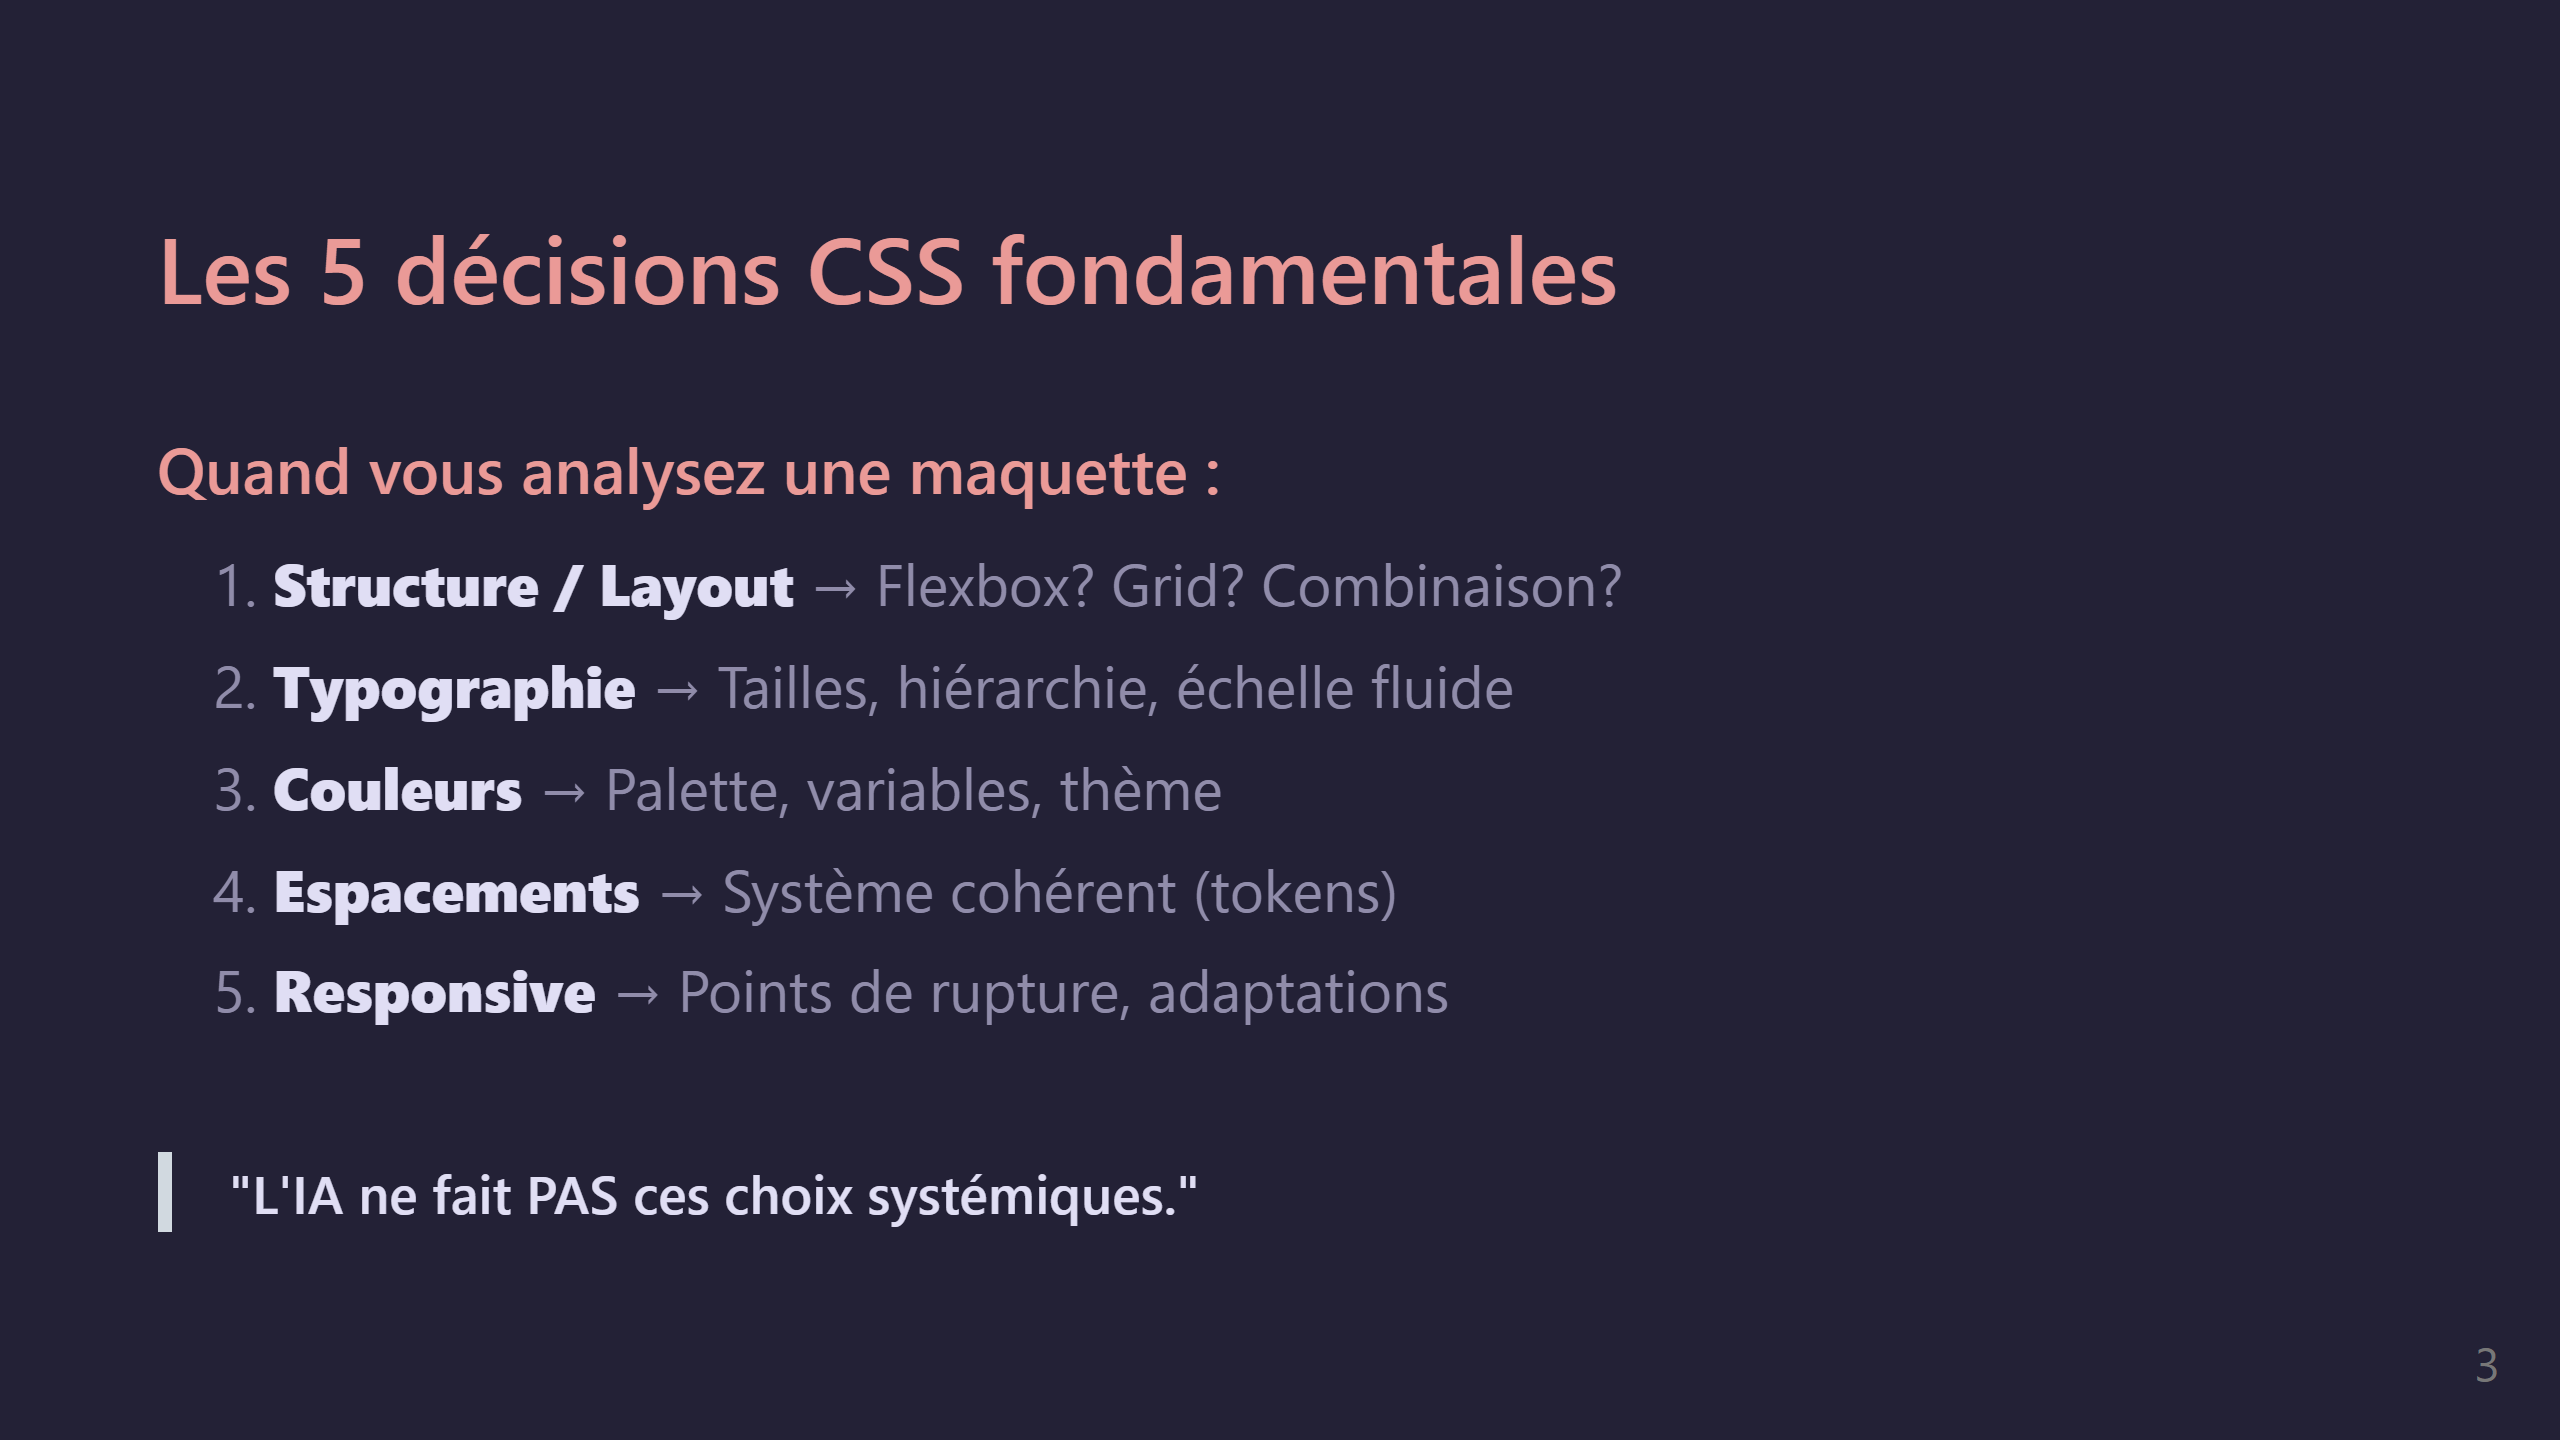 Les 5 décisions CSS fondamentales
Quand vous analysez une maquette :
1. Structure / Layout → Flexbox? Grid? Combinaison?
2. Typographie → Tailles, hiérarchie, échelle fluide
3. Couleurs → Palette, variables, thème
4. Espacements → Système cohérent (tokens)
5. Responsive → Points de rupture, adaptations
"L'IA ne fait PAS ces choix systémiques."
3